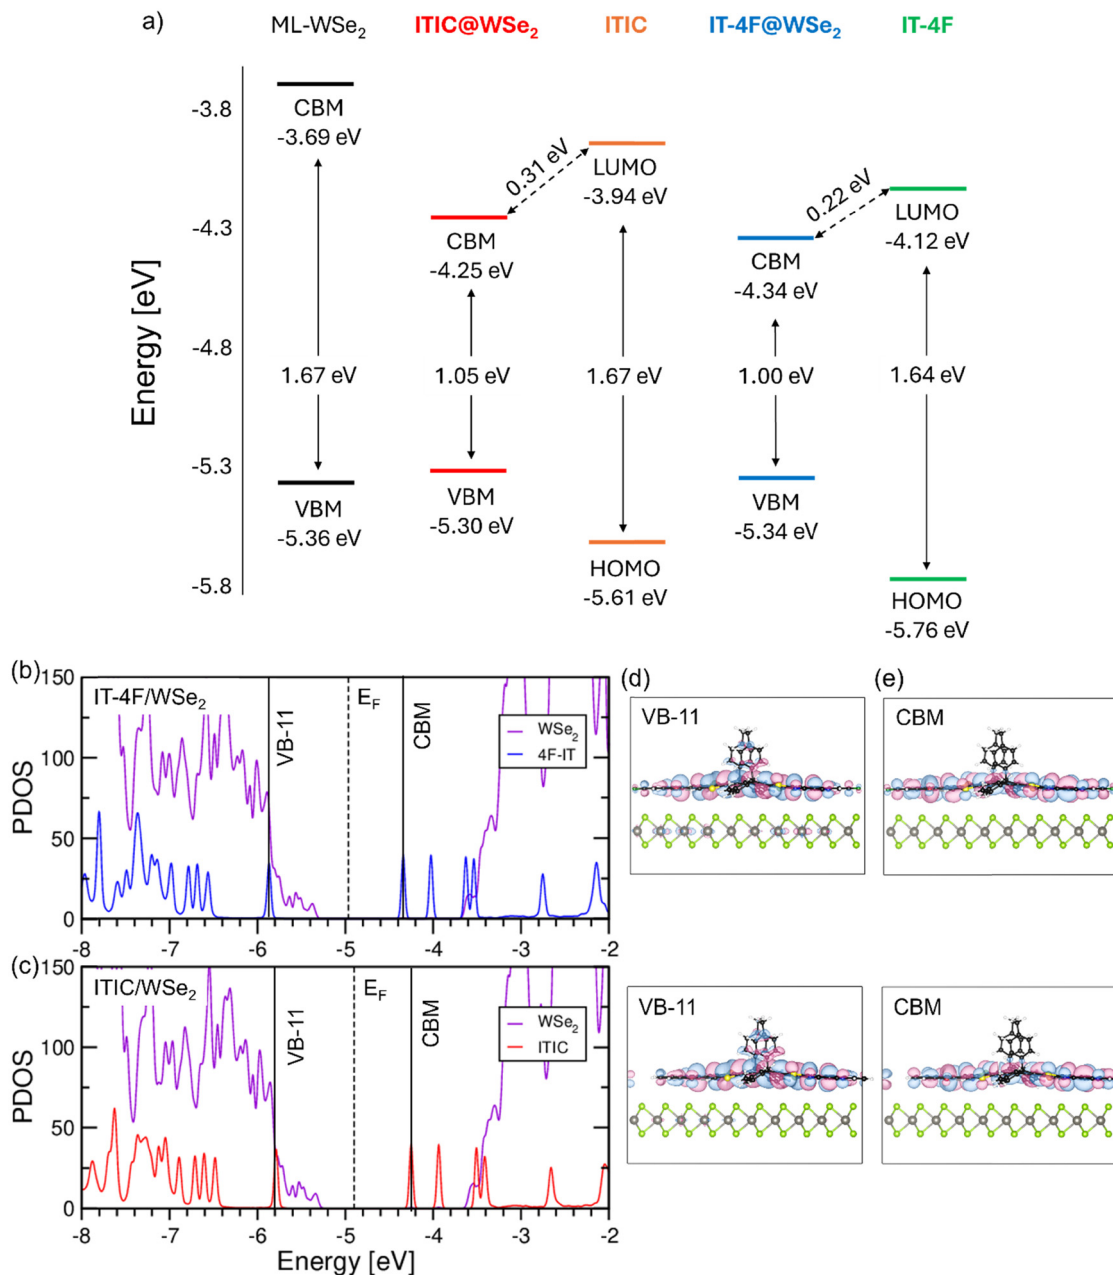 a)
ML-WSe₂
ITIC@WSe₂
ITIC
IT-4F@WSe₂
IT-4F
Energy [eV]
-3.8
-4.3
-4.8
-5.3
-5.8
CBM
-3.69 eV
1.67 eV
VBM
-5.36 eV
CBM
-4.25 eV
1.05 eV
VBM
-5.30 eV
0.31 eV
LUMO
-3.94 eV
1.67 eV
HOMO
-5.61 eV
CBM
-4.34 eV
1.00 eV
VBM
-5.34 eV
0.22 eV
LUMO
-4.12 eV
1.64 eV
HOMO
-5.76 eV
(b)
IT-4F/WSe₂
VB-11
E_F
CBM
WSe₂
4F-IT
PDOS
150
100
50
0
-8 -7 -6 -5 -4 -3 -2
(d)
VB-11
(e)
CBM
(c)
ITIC/WSe₂
VB-11
E_F
CBM
WSe₂
ITIC
PDOS
150
100
50
0
-8 -7 -6 -5 -4 -3 -2
Energy [eV]
VB-11
CBM